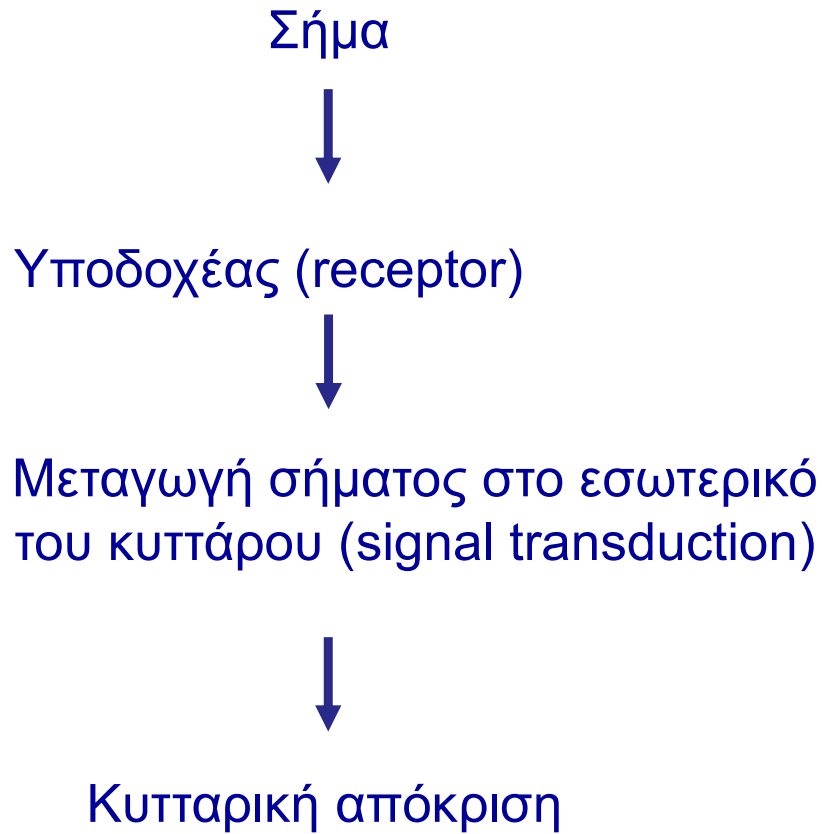 Σήμα
Υποδοχέας (receptor)
Μεταγωγή σήματος στο εσωτερικό
του κυττάρου (signal transduction)
Κυτταρική απόκριση